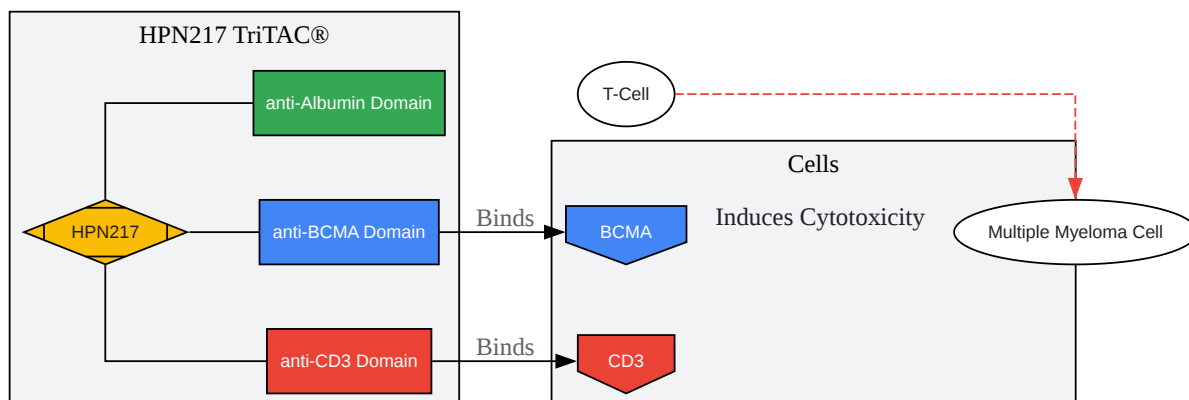 HPN217 TriTAC®
anti-Albumin Domain
T-Cell
Cells
HPN217
anti-BCMA Domain
Binds
BCMA
Induces Cytotoxicity
Multiple Myeloma Cell
anti-CD3 Domain
Binds
CD3